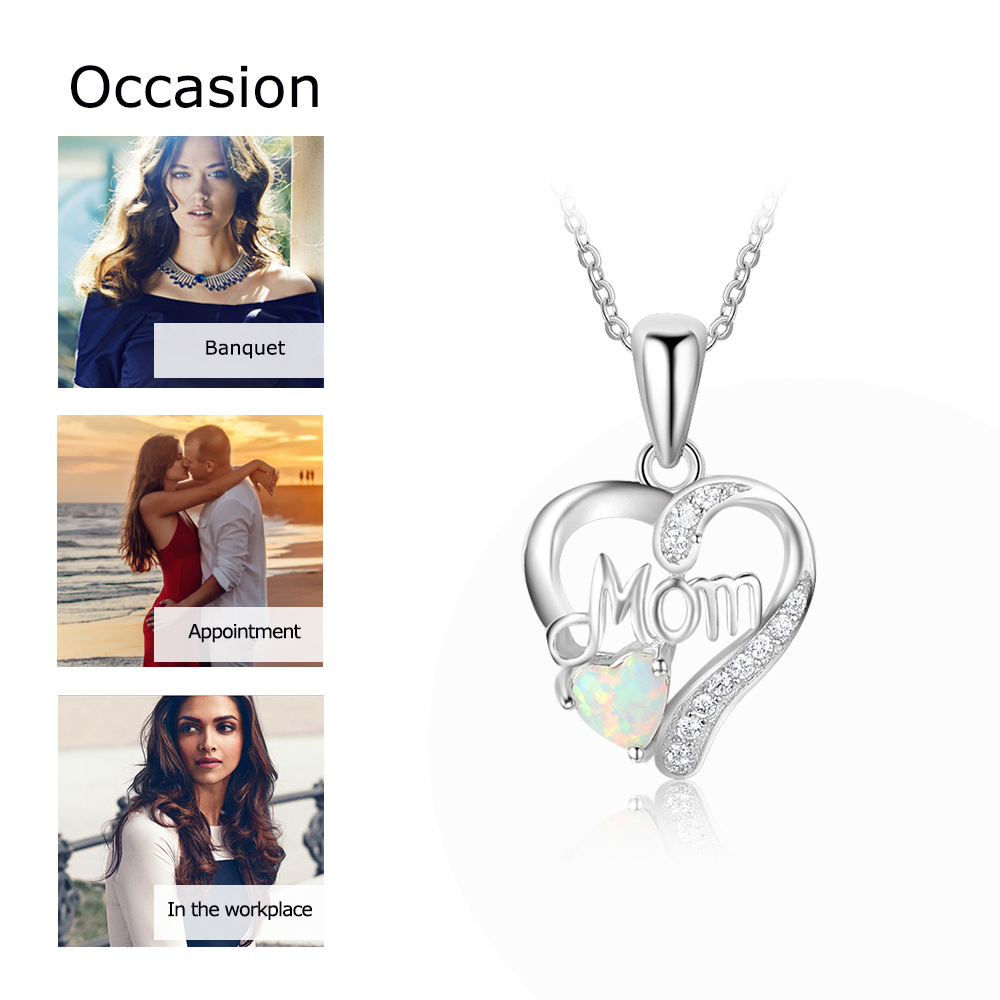 Occasion
Banquet
Appointment
In the workplace
Mom